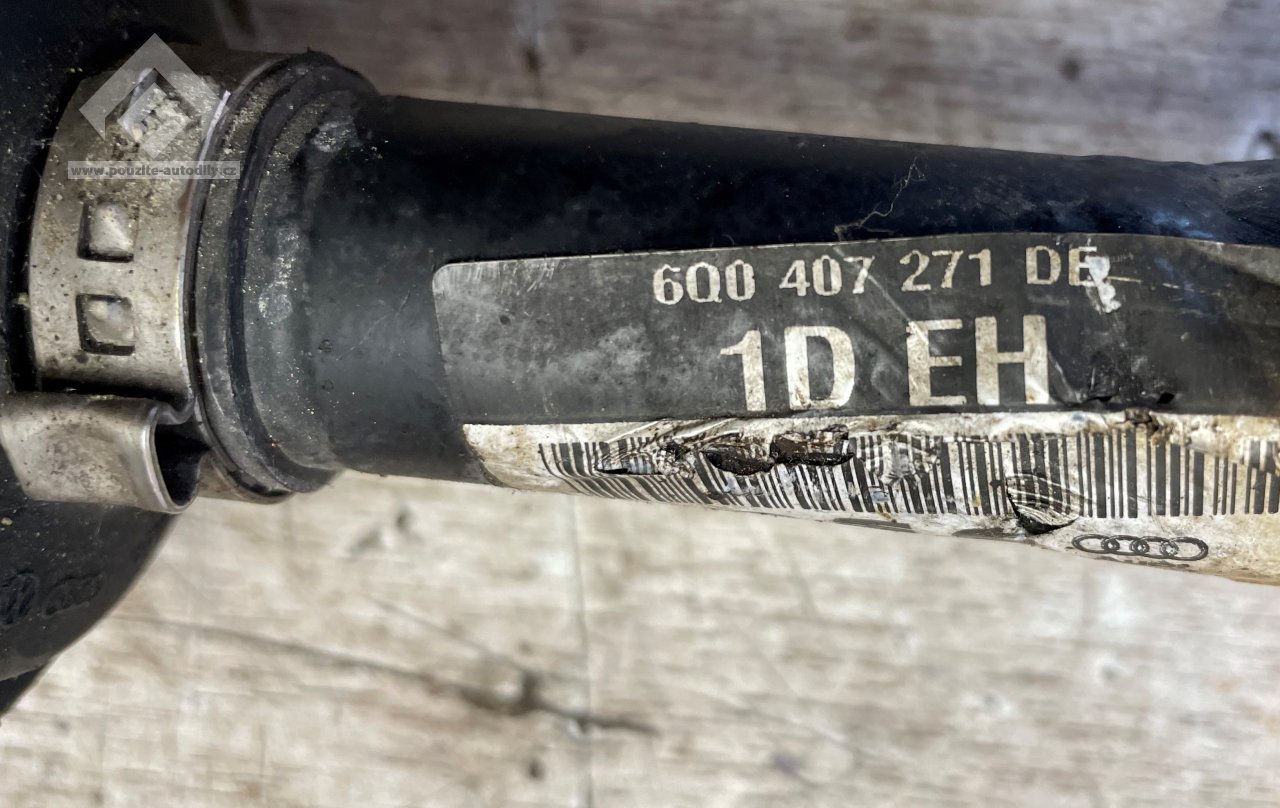 www.pouzite-autodily.cz
6Q0 407 271 DE
1D EH